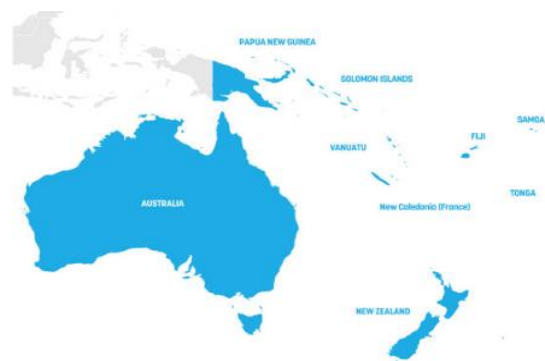 PAPUA NEW GUINEA
SOLOMON ISLANDS
SAMOA
FIJI
VANUATU
TONGA
AUSTRALIA
New Caledonia (France)
NEW ZEALAND